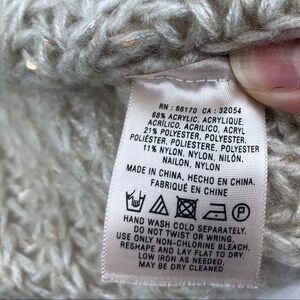 RN : 66170 CA : 32054
68% ACRYLIC, ACRYLIQUE,
ACRÍLICO, ACRILICO, ACRYL
21% POLYESTER, POLYESTER,
POLIÉSTER, POLIESTERE, POLYESTER
11% NYLON, NYLON, NILÓN,
NAILON, NYLON
MADE IN CHINA, HECHO EN CHINA,
FABRIQUÉ EN CHINE
P
HAND WASH COLD SEPARATELY.
DO NOT TWIST OR WRING.
USE ONLY NON-CHLORINE BLEACH.
RESHAPE AND LAY FLAT TO DRY.
LOW IRON AS NEEDED.
MAY BE DRY CLEANED